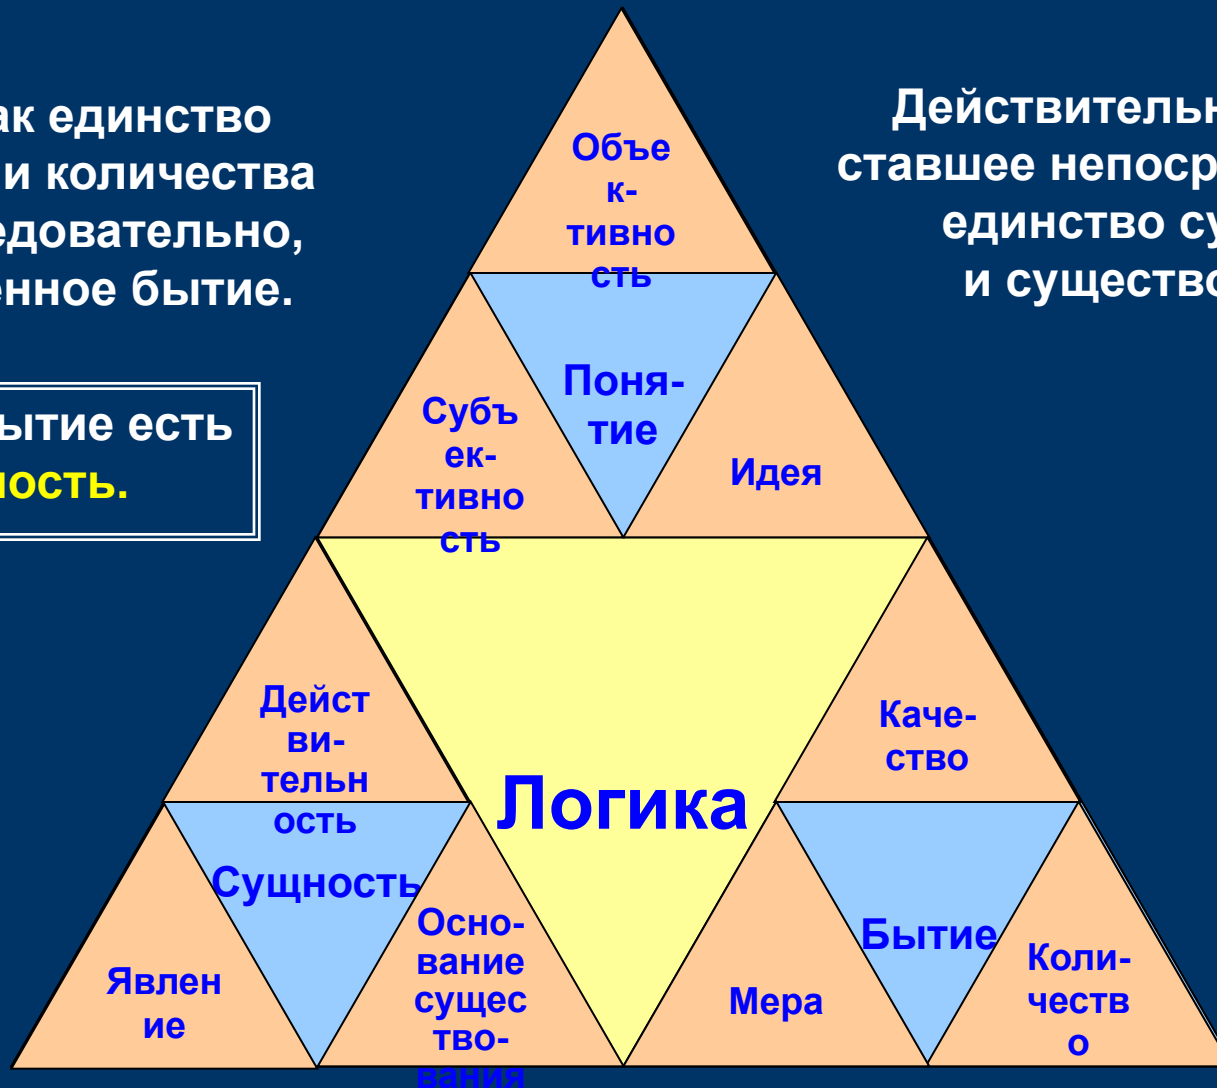 ак единство
и количества
едовательно,
енное бытие.
ытие есть
ность.
Действительн
ставшее непоср
единство су
и существо
Объе
к-
тивно
сть
Поня-
тие
Субъ
ек-
тивно
сть
Идея
Дейст
ви-
тельн
ость
Каче-
ство
Логика
Сущность
Осно-
вание
сущес
тво-
вания
Явлен
ие
Мера
Бытие
Коли-
честв
о